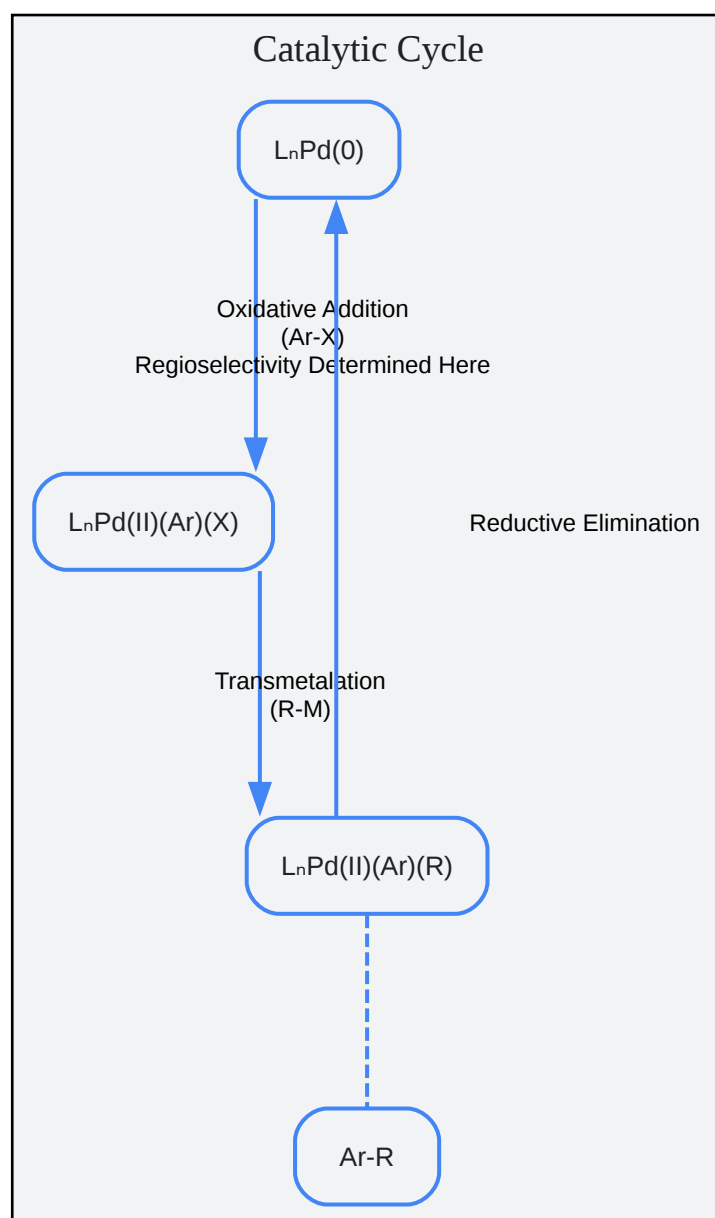 Catalytic Cycle
LₙPd(0)
Oxidative Addition
(Ar-X)
Regioselectivity Determined Here
LₙPd(II)(Ar)(X)
Reductive Elimination
Transmetalation
(R-M)
LₙPd(II)(Ar)(R)
Ar-R